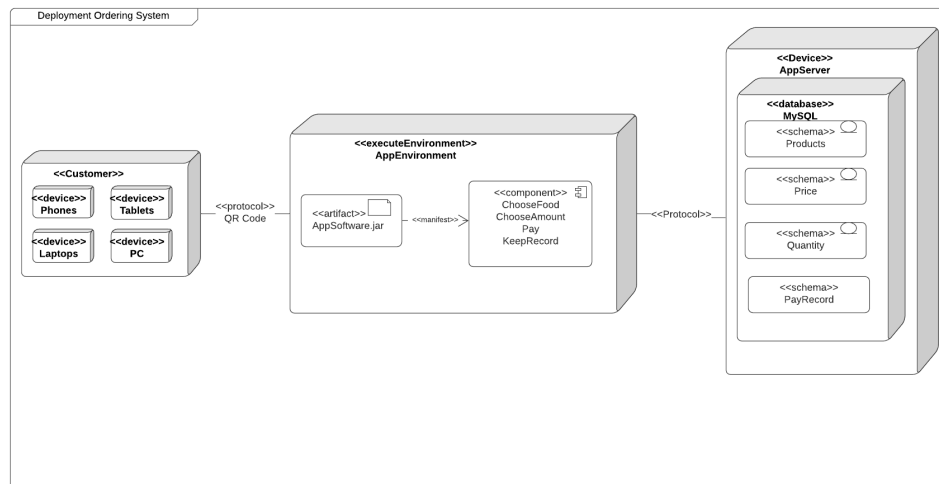 Deployment Ordering System
<<Customer>>
<<device>>
Phones
<<device>>
Tablets
<<device>>
Laptops
<<device>>
PC
<<protocol>>
QR Code
<<executeEnvironment>>
AppEnvironment
<<artifact>>
AppSoftware.jar
<<manifest>>
<<component>>
ChooseFood
ChooseAmount
Pay
KeepRecord
<<Protocol>>
<<Device>>
AppServer
<<database>>
MySQL
<<schema>>
Products
<<schema>>
Price
<<schema>>
Quantity
<<schema>>
PayRecord